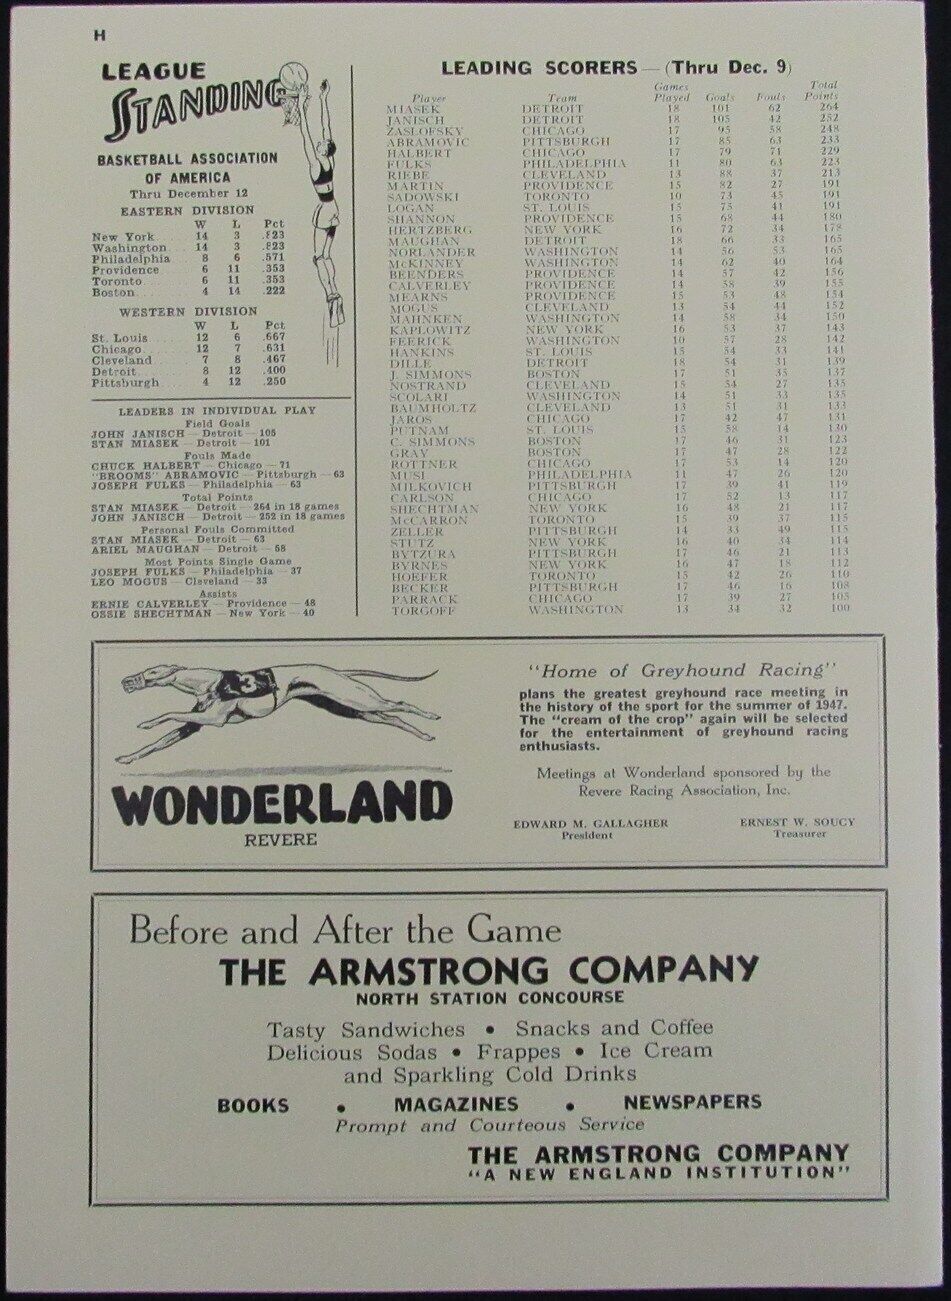 H
LEAGUE
STANDING
BASKETBALL ASSOCIATION
OF AMERICA
Thru December 12
EASTERN DIVISION
W L Pct
New York 14 3 .823
Washington 14 3 .823
Philadelphia 8 6 .571
Providence 6 11 .353
Toronto 6 11 .353
Boston 4 14 .222
WESTERN DIVISION
W L Pct
St. Louis 12 6 .667
Chicago 12 7 .631
Cleveland 7 8 .467
Detroit 8 12 .400
Pittsburgh 4 12 .250
LEADERS IN INDIVIDUAL PLAY
Field Goals
JOHN JANISCH — Detroit — 105
STAN MIASEK — Detroit — 101
Fouls Made
CHUCK HALBERT — Chicago — 71
"BROOMS" ABRAMOVIC — Pittsburgh — 63
JOSEPH FULKS — Philadelphia — 63
Total Points
STAN MIASEK — Detroit — 264 in 18 games
JOHN JANISCH — Detroit — 252 in 18 games
Personal Fouls Committed
STAN MIASEK — Detroit — 63
ARIEL MAUGHAN — Detroit — 58
Most Points Single Game
JOSEPH FULKS — Philadelphia — 37
LEO MOGUS — Cleveland — 33
Assists
ERNIE CALVERLEY — Providence — 48
OSSIE SHECHTMAN — New York — 40
LEADING SCORERS — (Thru Dec. 9)
Player Team Games Played Goals Fouls Total Points
MIASEK DETROIT 18 101 62 264
JANISCH DETROIT 18 105 42 252
ZASLOFSKY CHICAGO 17 95 58 248
ABRAMOVIC PITTSBURGH 17 85 63 233
HALBERT CHICAGO 17 79 71 229
FULKS PHILADELPHIA 11 80 63 223
RIEBE CLEVELAND 13 88 37 213
MARTIN PROVIDENCE 15 82 27 191
SADOWSKI TORONTO 10 73 45 191
LOGAN ST. LOUIS 15 75 41 191
SHANNON PROVIDENCE 15 68 44 180
HERTZBERG NEW YORK 16 72 34 178
MAUGHAN DETROIT 18 66 33 165
NORLANDER WASHINGTON 14 56 53 165
McKINNEY WASHINGTON 14 62 40 164
BEENDERS PROVIDENCE 14 57 42 156
CALVERLEY PROVIDENCE 14 58 39 155
MEARNS PROVIDENCE 15 53 48 154
MOGUS CLEVELAND 13 54 44 152
MAHNKEN WASHINGTON 14 58 34 150
KAPLOWITZ NEW YORK 16 53 37 143
FEERICK WASHINGTON 10 57 28 142
HANKINS ST. LOUIS 15 54 33 141
DILLE DETROIT 18 54 31 139
J. SIMMONS BOSTON 17 51 35 137
NOSTRAND CLEVELAND 15 54 27 135
SCOLARI WASHINGTON 14 51 33 135
BAUMHOLTZ CLEVELAND 13 51 31 133
JAROS CHICAGO 17 42 47 131
PUTNAM ST. LOUIS 15 58 14 130
C. SIMMONS BOSTON 17 46 31 123
GRAY BOSTON 17 47 28 122
ROTTNER CHICAGO 17 53 14 120
MUSI PHILADELPHIA 11 47 26 120
MILKOVICH PITTSBURGH 17 39 41 119
CARLSON CHICAGO 17 52 13 117
SHECHTMAN NEW YORK 16 48 21 117
McCARRON TORONTO 15 39 37 115
ZELLER PITTSBURGH 14 33 49 115
STUTZ NEW YORK 16 40 34 114
BYTZURA PITTSBURGH 17 46 21 113
BYRNES NEW YORK 16 47 18 112
HOEFER TORONTO 15 42 26 110
BECKER PITTSBURGH 17 46 16 108
PARRACK CHICAGO 17 39 27 105
TORGOFF WASHINGTON 13 34 32 100
3
WONDERLAND
REVERE
"Home of Greyhound Racing"
plans the greatest greyhound race meeting in
the history of the sport for the summer of 1947.
The "cream of the crop" again will be selected
for the entertainment of greyhound racing
enthusiasts.
Meetings at Wonderland sponsored by the
Revere Racing Association, Inc.
EDWARD M. GALLAGHER ERNEST W. SOUCY
President Treasurer
Before and After the Game
THE ARMSTRONG COMPANY
NORTH STATION CONCOURSE
Tasty Sandwiches • Snacks and Coffee
Delicious Sodas • Frappes • Ice Cream
and Sparkling Cold Drinks
BOOKS • MAGAZINES • NEWSPAPERS
Prompt and Courteous Service
THE ARMSTRONG COMPANY
"A NEW ENGLAND INSTITUTION"